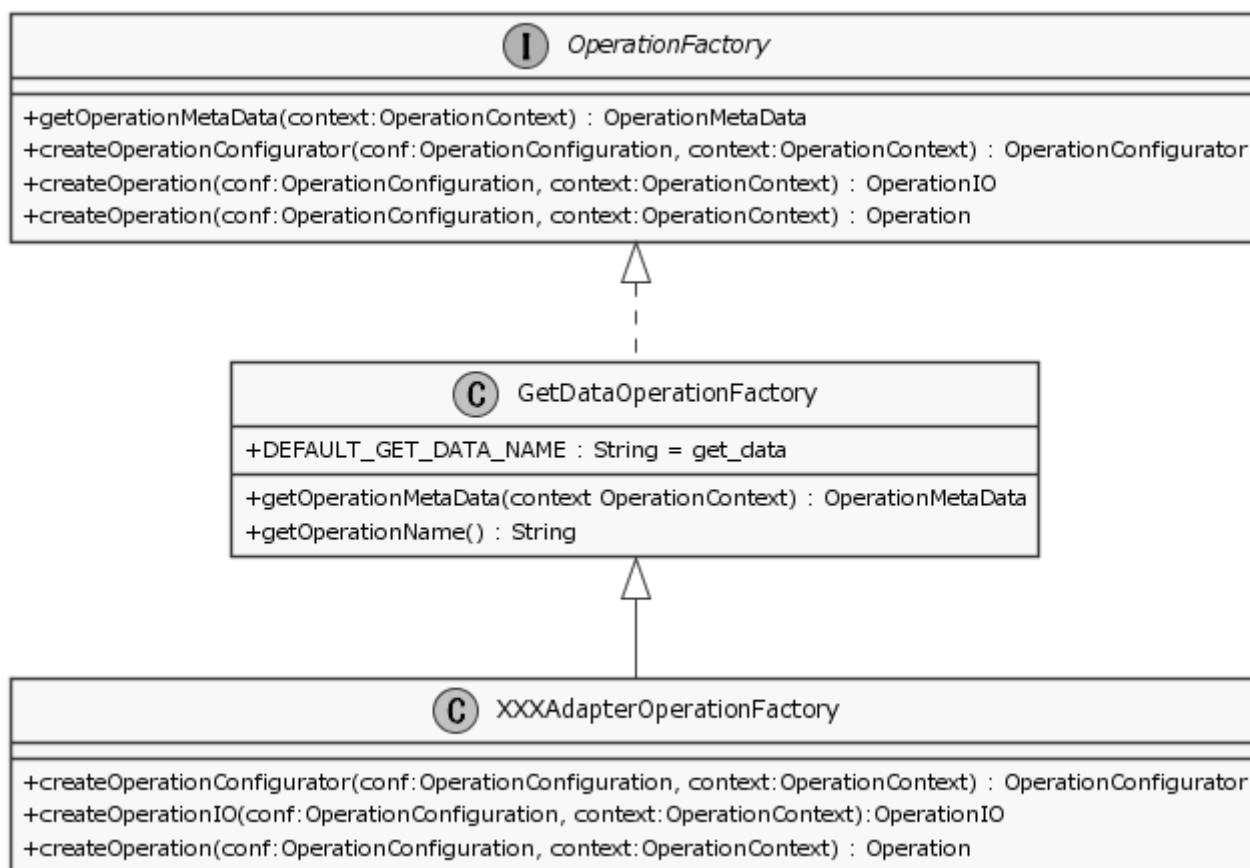 I OperationFactory
+getOperationMetaData(context:OperationContext) : OperationMetaData
+createOperationConfigurator(conf:OperationConfiguration, context:OperationContext) : OperationConfigurator
+createOperation(conf:OperationConfiguration, context:OperationContext) : OperationIO
+createOperation(conf:OperationConfiguration, context:OperationContext) : Operation
C GetDataOperationFactory
+DEFAULT_GET_DATA_NAME : String = get_data
+getOperationMetaData(context OperationContext) : OperationMetaData
+getOperationName() : String
C XXXAdapterOperationFactory
+createOperationConfigurator(conf:OperationConfiguration, context:OperationContext) : OperationConfigurator
+createOperationIO(conf:OperationConfiguration, context:OperationContext):OperationIO
+createOperation(conf:OperationConfiguration, context:OperationContext) : Operation